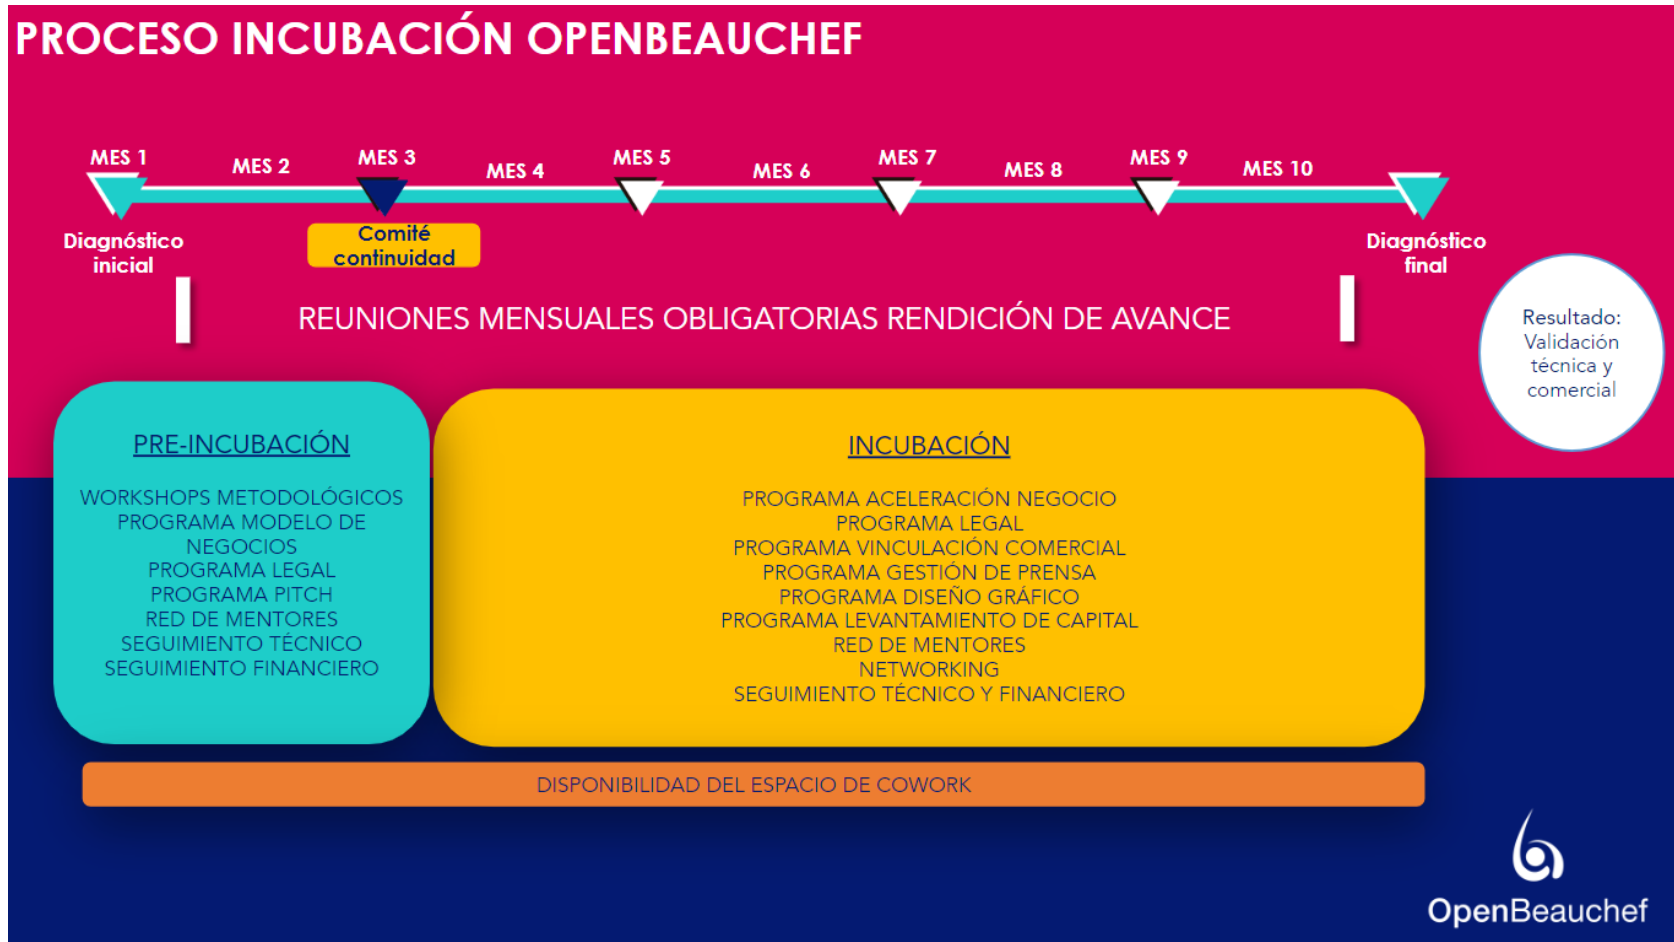 PROCESO INCUBACIÓN OPENBEAUCHEF
MES 1
MES 2
MES 3
MES 4
MES 5
MES 6
MES 7
MES 8
MES 9
MES 10
Diagnóstico
inicial
Comité
continuidad
Diagnóstico
final
REUNIONES MENSUALES OBLIGATORIAS RENDICIÓN DE AVANCE
Resultado:
Validación
técnica y
comercial
PRE-INCUBACIÓN
WORKSHOPS METODOLÓGICOS
PROGRAMA MODELO DE
NEGOCIOS
PROGRAMA LEGAL
PROGRAMA PITCH
RED DE MENTORES
SEGUIMIENTO TÉCNICO
SEGUIMIENTO FINANCIERO
INCUBACIÓN
PROGRAMA ACELERACIÓN NEGOCIO
PROGRAMA LEGAL
PROGRAMA VINCULACIÓN COMERCIAL
PROGRAMA GESTIÓN DE PRENSA
PROGRAMA DISEÑO GRÁFICO
PROGRAMA LEVANTAMIENTO DE CAPITAL
RED DE MENTORES
NETWORKING
SEGUIMIENTO TÉCNICO Y FINANCIERO
DISPONIBILIDAD DEL ESPACIO DE COWORK
OpenBeauchef